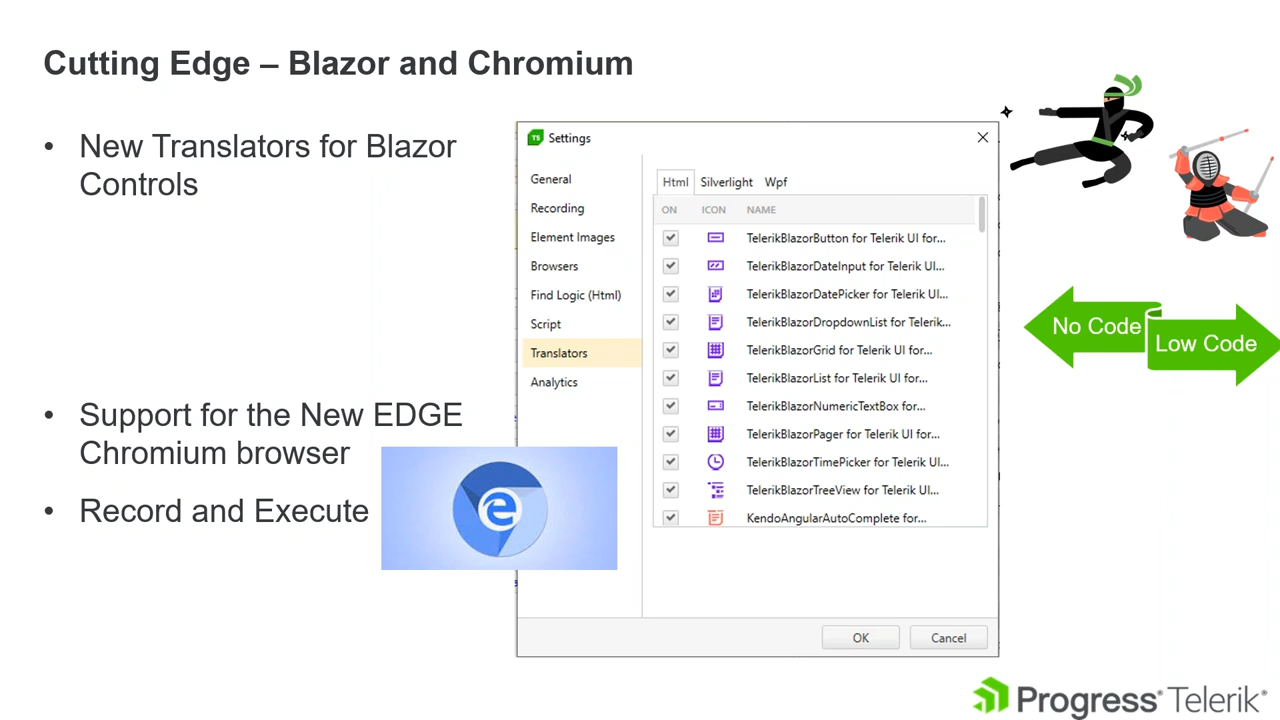 Cutting Edge – Blazor and Chromium
• New Translators for Blazor
Controls
• Support for the New EDGE
Chromium browser
• Record and Execute
TS Settings
General
Recording
Element Images
Browsers
Find Logic (Html)
Script
Translators
Analytics
Html Silverlight Wpf
ON ICON NAME
TelerikBlazorButton for Telerik UI for...
TelerikBlazorDateInput for Telerik UI...
TelerikBlazorDatePicker for Telerik UI...
TelerikBlazorDropdownList for Telerik...
TelerikBlazorGrid for Telerik UI for...
TelerikBlazorList for Telerik UI for...
TelerikBlazorNumericTextBox for...
TelerikBlazorPager for Telerik UI for...
TelerikBlazorTimePicker for Telerik UI...
TelerikBlazorTreeView for Telerik UI...
KendoAngularAutoComplete for...
OK Cancel
No Code
Low Code
Progress® Telerik®